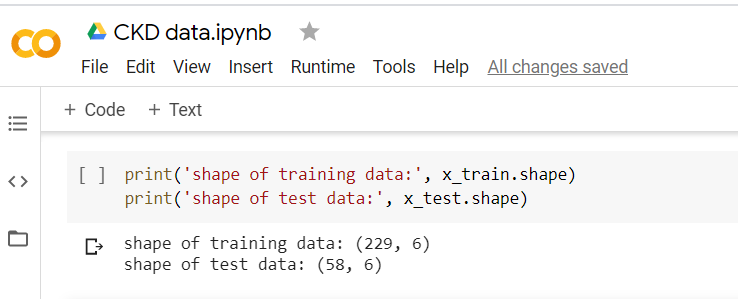 CKD data.ipynb
File Edit View Insert Runtime Tools Help All changes saved
+ Code + Text
[ ] print('shape of training data:', x_train.shape)
print('shape of test data:', x_test.shape)
shape of training data: (229, 6)
shape of test data: (58, 6)